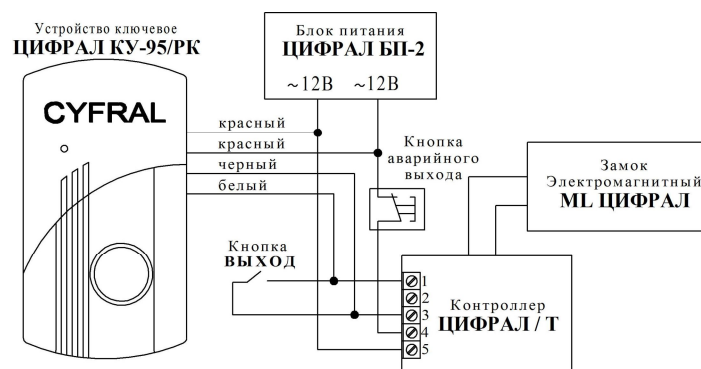 Устройство ключевое
ЦИФРАЛ КУ-95/РК
CYFRAL
Блок питания
ЦИФРАЛ БП-2
~12В ~12В
красный
красный
черный
белый
Кнопка
аварийного
выхода
Кнопка
ВЫХОД
Замок
Электромагнитный
ML ЦИФРАЛ
1
2
3
4
5
Контроллер
ЦИФРАЛ / Т